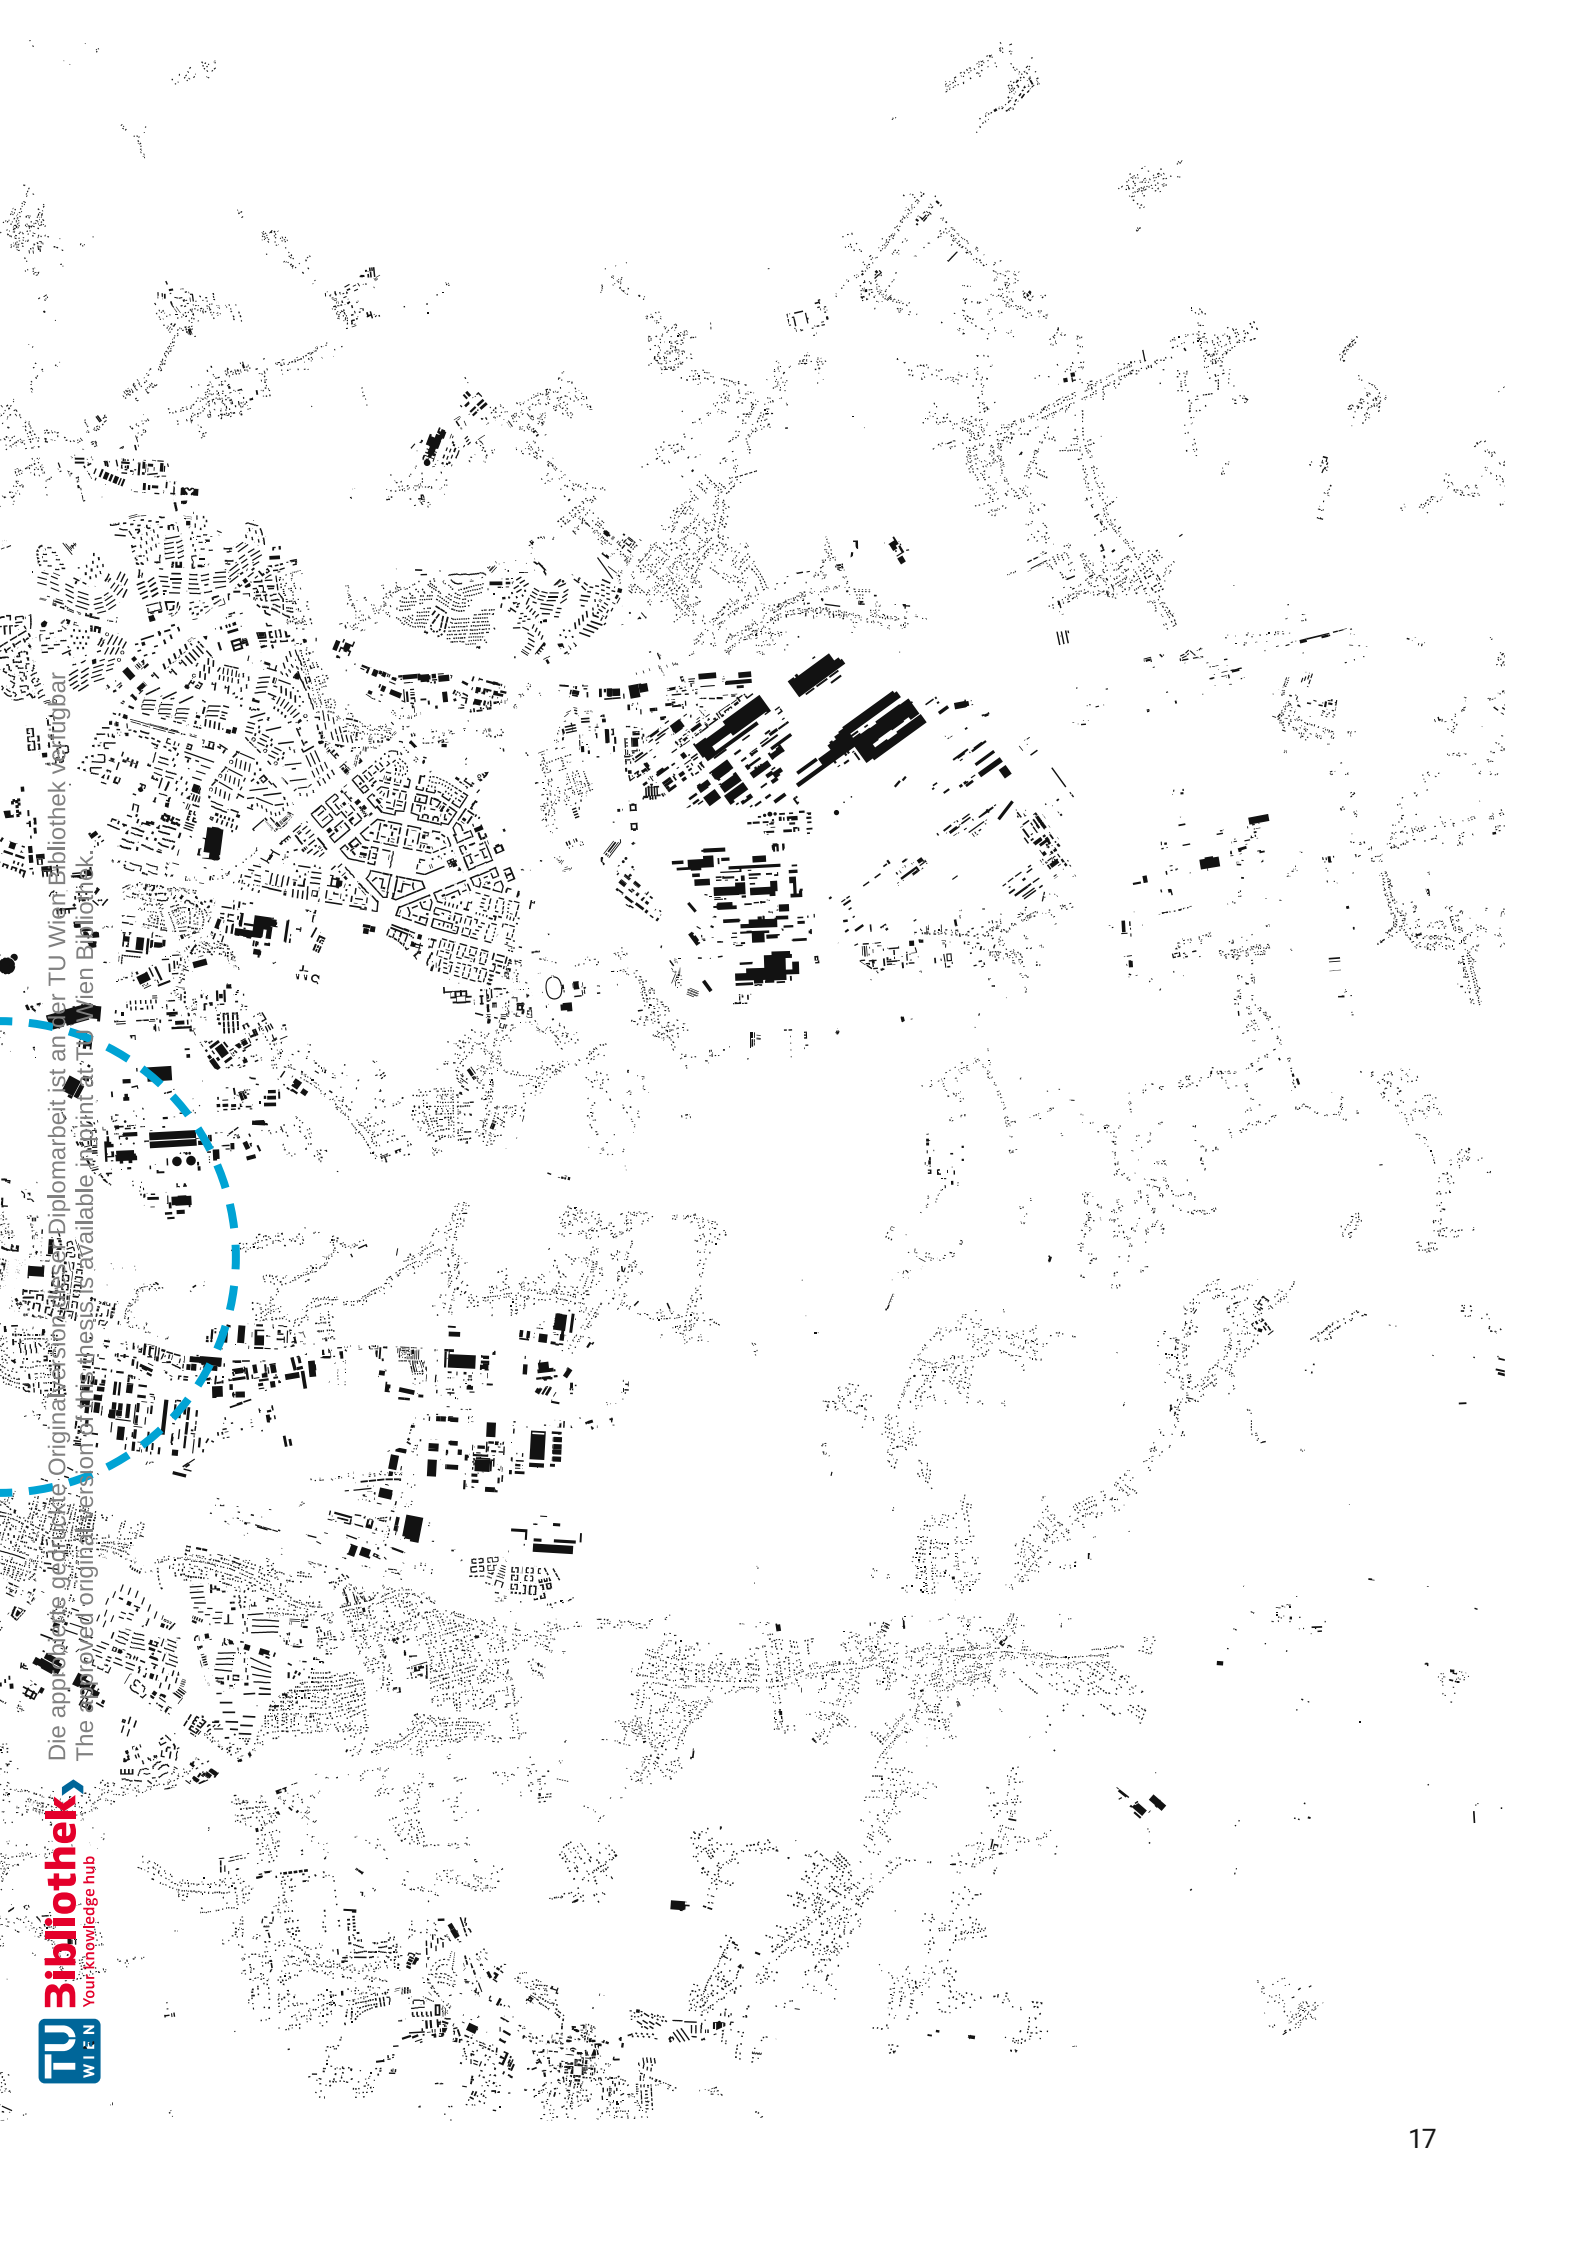 Die approbierte gedruckte Originalversion dieser Diplomarbeit ist an der TU Wien Bibliothek verfügbar
The approved original version of this thesis is available in print at TU Wien Bibliothek.
TU
WIEN
Bibliothek
Your knowledge hub
17